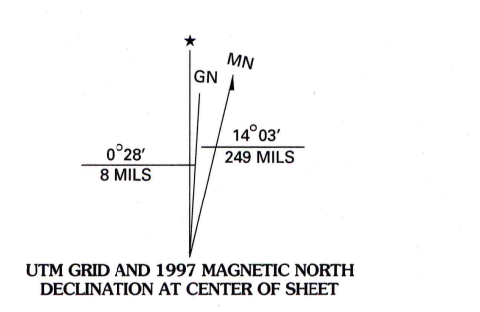 ★
MN
GN
0°28′
8 MILS
14°03′
249 MILS
UTM GRID AND 1997 MAGNETIC NORTH
DECLINATION AT CENTER OF SHEET